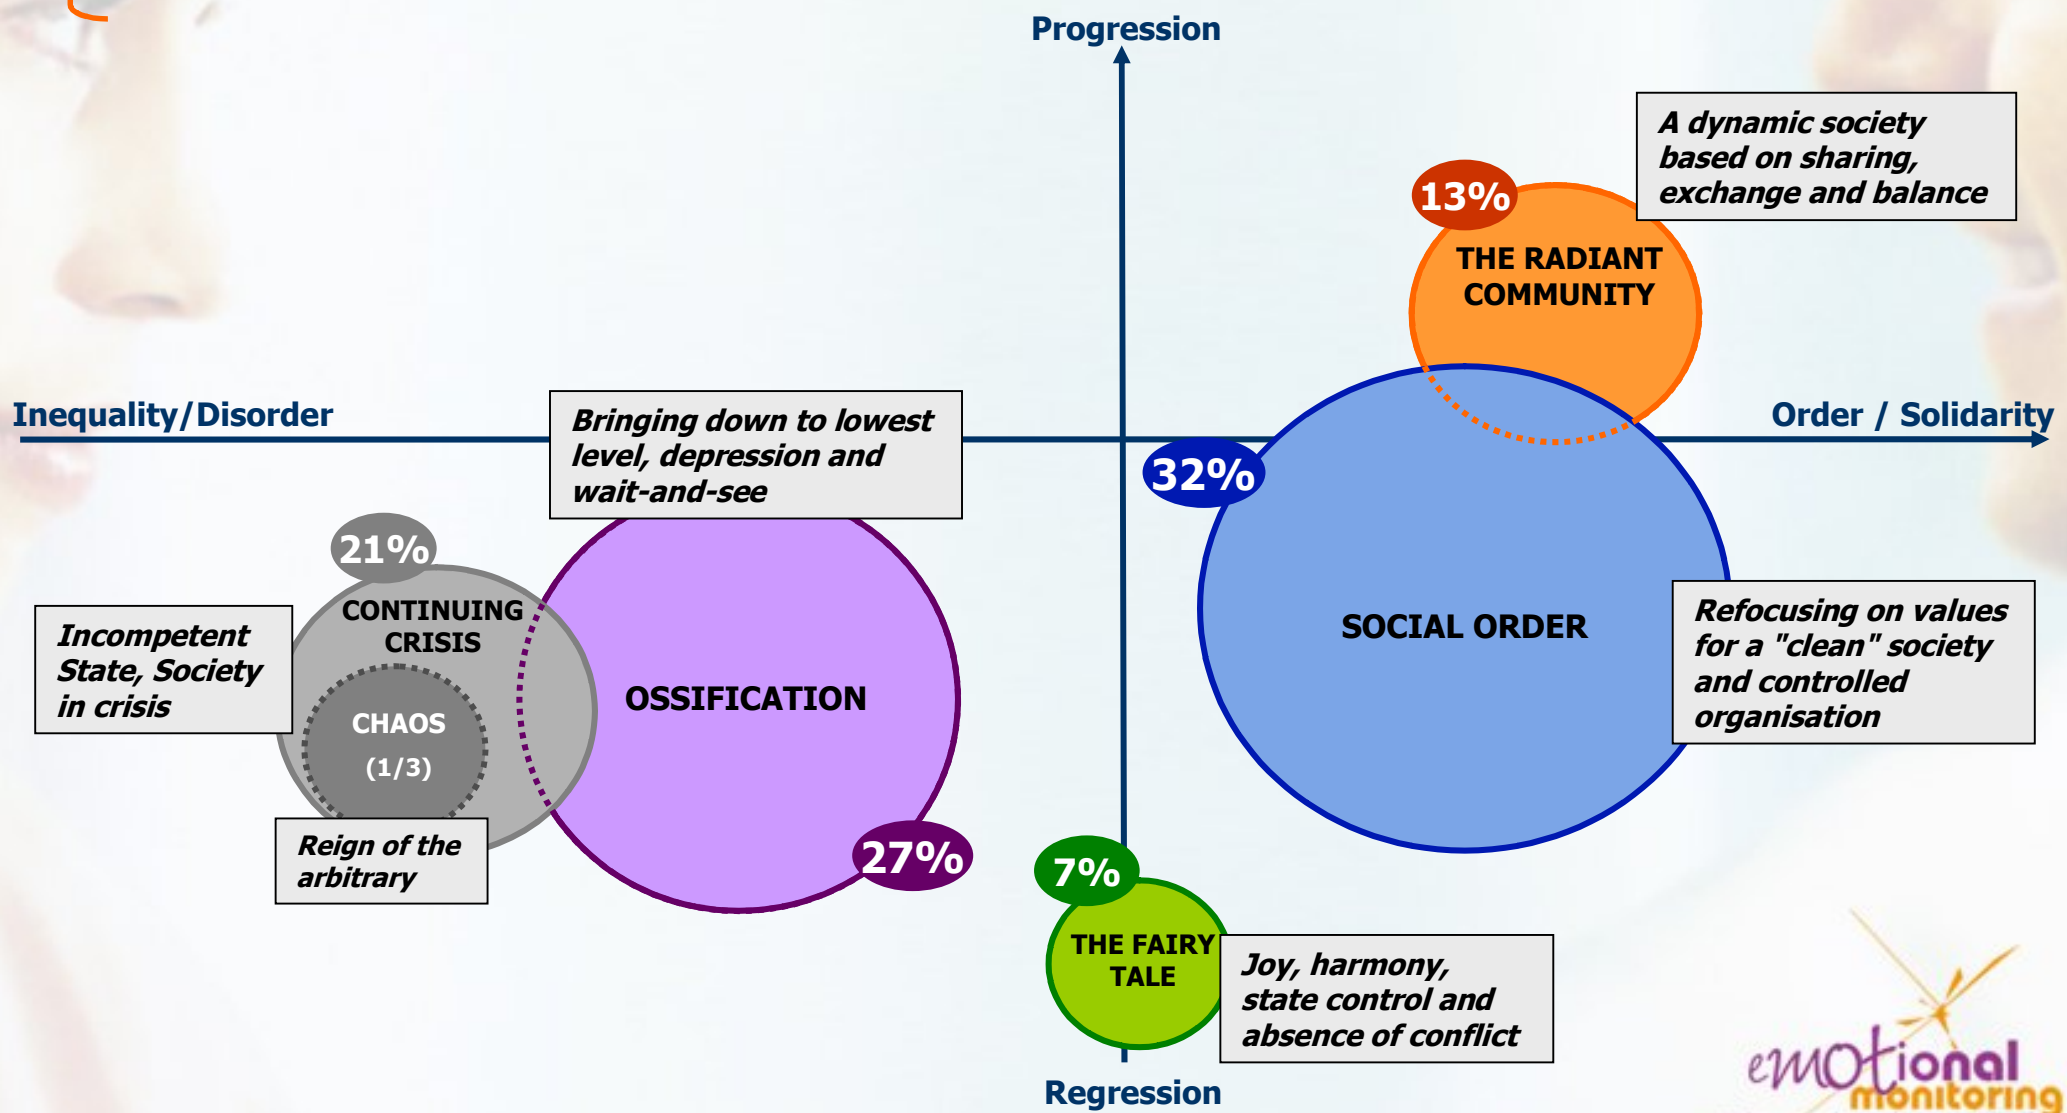 Progression
A dynamic society
based on sharing,
exchange and balance
13%
THE RADIANT
COMMUNITY
Inequality/Disorder
Order / Solidarity
Bringing down to lowest
level, depression and
wait-and-see
32%
21%
CONTINUING
CRISIS
Incompetent
State, Society
in crisis
SOCIAL ORDER
Refocusing on values
for a "clean" society
and controlled
organisation
OSSIFICATION
CHAOS
(1/3)
Reign of the
arbitrary
27%
7%
THE FAIRY
TALE
Joy, harmony,
state control and
absence of conflict
Regression
emotional
monitoring